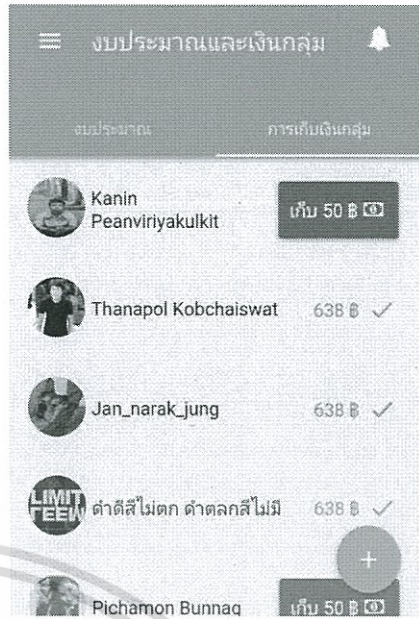 งบประมาณและเงินกลุ่ม
งบประมาณ การเก็บเงินกลุ่ม
Kanin
Peanviriyakulkit
เก็บ 50 ฿
Thanapol Kobchaiswat 638 ฿
Jan_narak_jung 638 ฿
LIMIT
ดำดีสีไม่ตก ดำตลกสีไม่มี 638 ฿
Pichamon Bunnag เก็บ 50 ฿